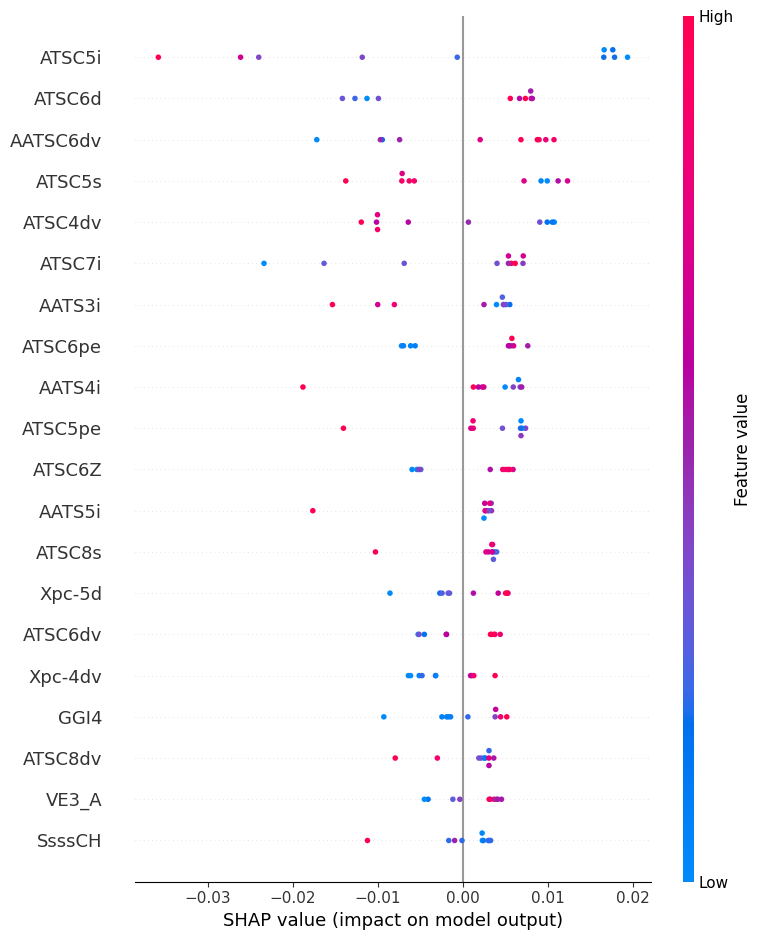 High
ATSC5i
ATSC6d
AATSC6dv
ATSC5s
ATSC4dv
ATSC7i
AATS3i
ATSC6pe
AATS4i
ATSC5pe
ATSC6Z
AATS5i
ATSC8s
Xpc-5d
ATSC6dv
Xpc-4dv
GGI4
ATSC8dv
VE3_A
SssssCH
Feature value
Low
−0.03 −0.02 −0.01 0.00 0.01 0.02
SHAP value (impact on model output)